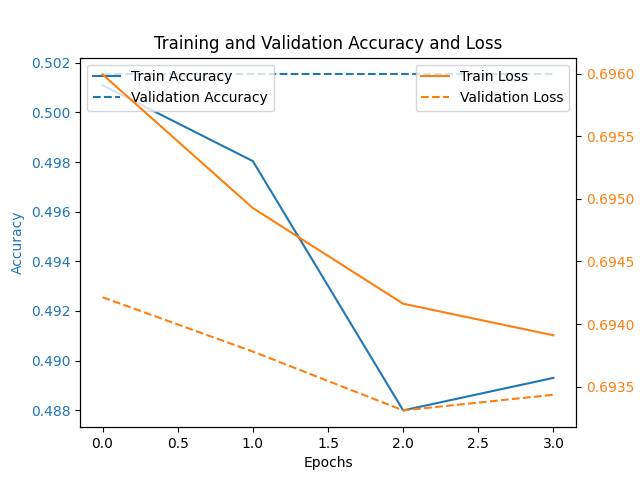 Training and Validation Accuracy and Loss
Train Accuracy
Validation Accuracy
Train Loss
Validation Loss
Accuracy
0.502
0.500
0.498
0.496
0.494
0.492
0.490
0.488
0.6960
0.6955
0.6950
0.6945
0.6940
0.6935
0.0 0.5 1.0 1.5 2.0 2.5 3.0
Epochs